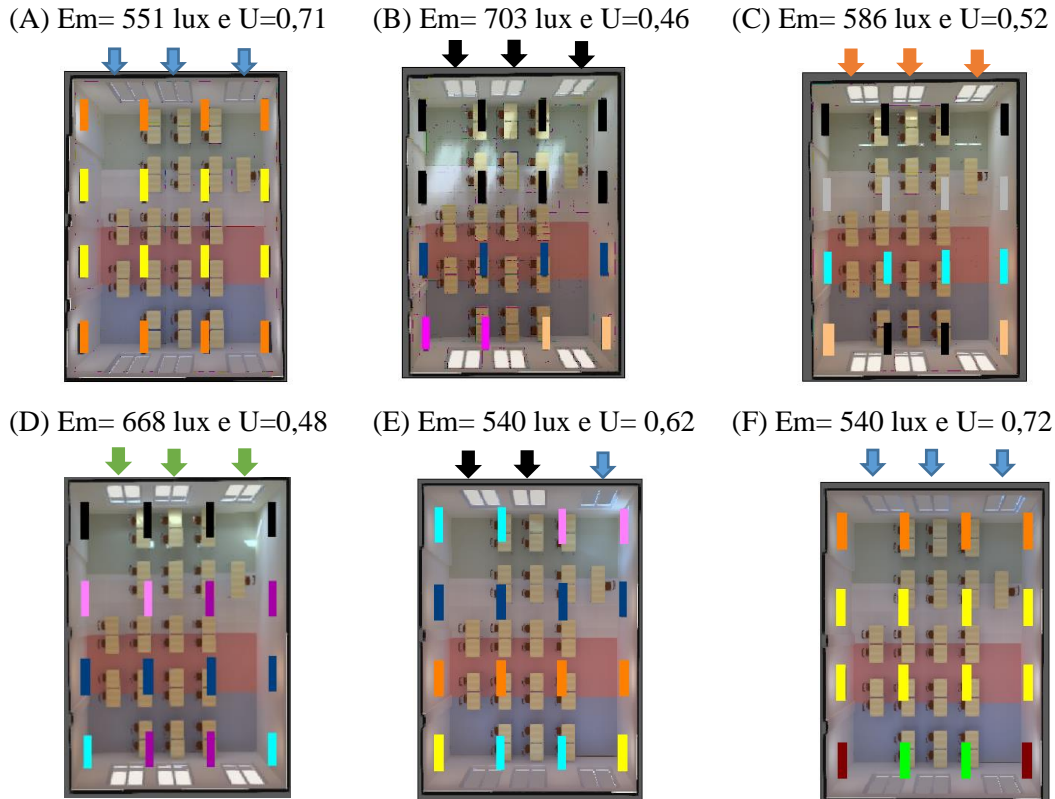 (A) Em= 551 lux e U=0,71
(B) Em= 703 lux e U=0,46
(C) Em= 586 lux e U=0,52
(D) Em= 668 lux e U=0,48
(E) Em= 540 lux e U= 0,62
(F) Em= 540 lux e U= 0,72